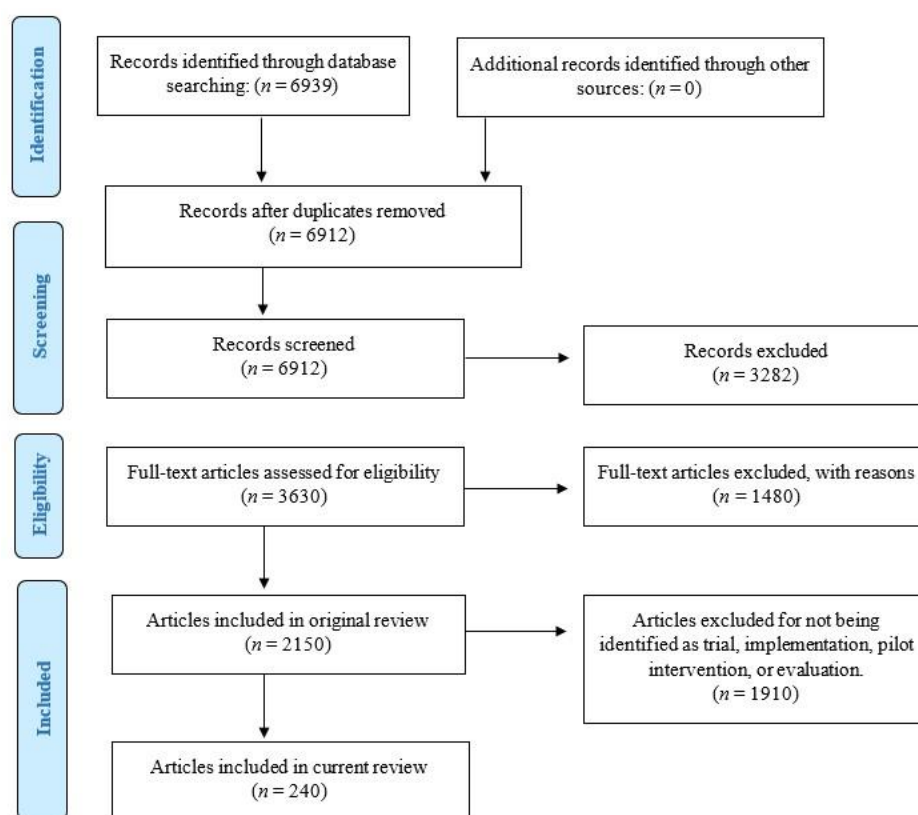 Identification
Records identified through database
searching: (n = 6939)
Additional records identified through other
sources: (n = 0)
Records after duplicates removed
(n = 6912)
Screening
Records screened
(n = 6912)
Records excluded
(n = 3282)
Eligibility
Full-text articles assessed for eligibility
(n = 3630)
Full-text articles excluded, with reasons
(n = 1480)
Included
Articles included in original review
(n = 2150)
Articles excluded for not being
identified as trial, implementation, pilot
intervention, or evaluation.
(n = 1910)
Articles included in current review
(n = 240)